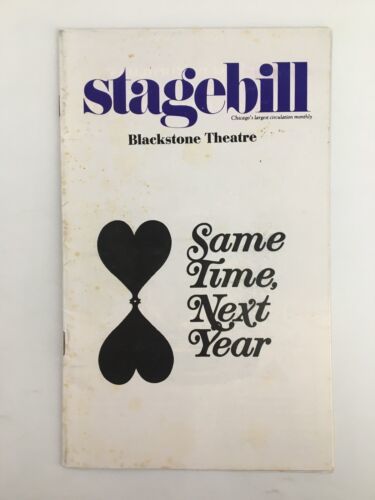 stagebill
Chicago's largest circulation monthly
Blackstone Theatre
Same
Time,
Next
Year